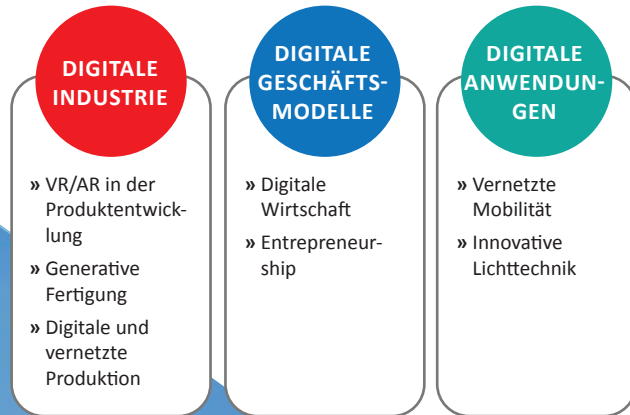 DIGITALE
INDUSTRIE
» VR/AR in der
Produktentwick-
lung
» Generative
Fertigung
» Digitale und
vernetzte
Produktion
DIGITALE
GESCHÄFTS-
MODELLE
» Digitale
Wirtschaft
» Entrepreneur-
ship
DIGITALE
ANWENDUN-
GEN
» Vernetzte
Mobilität
» Innovative
Lichttechnik